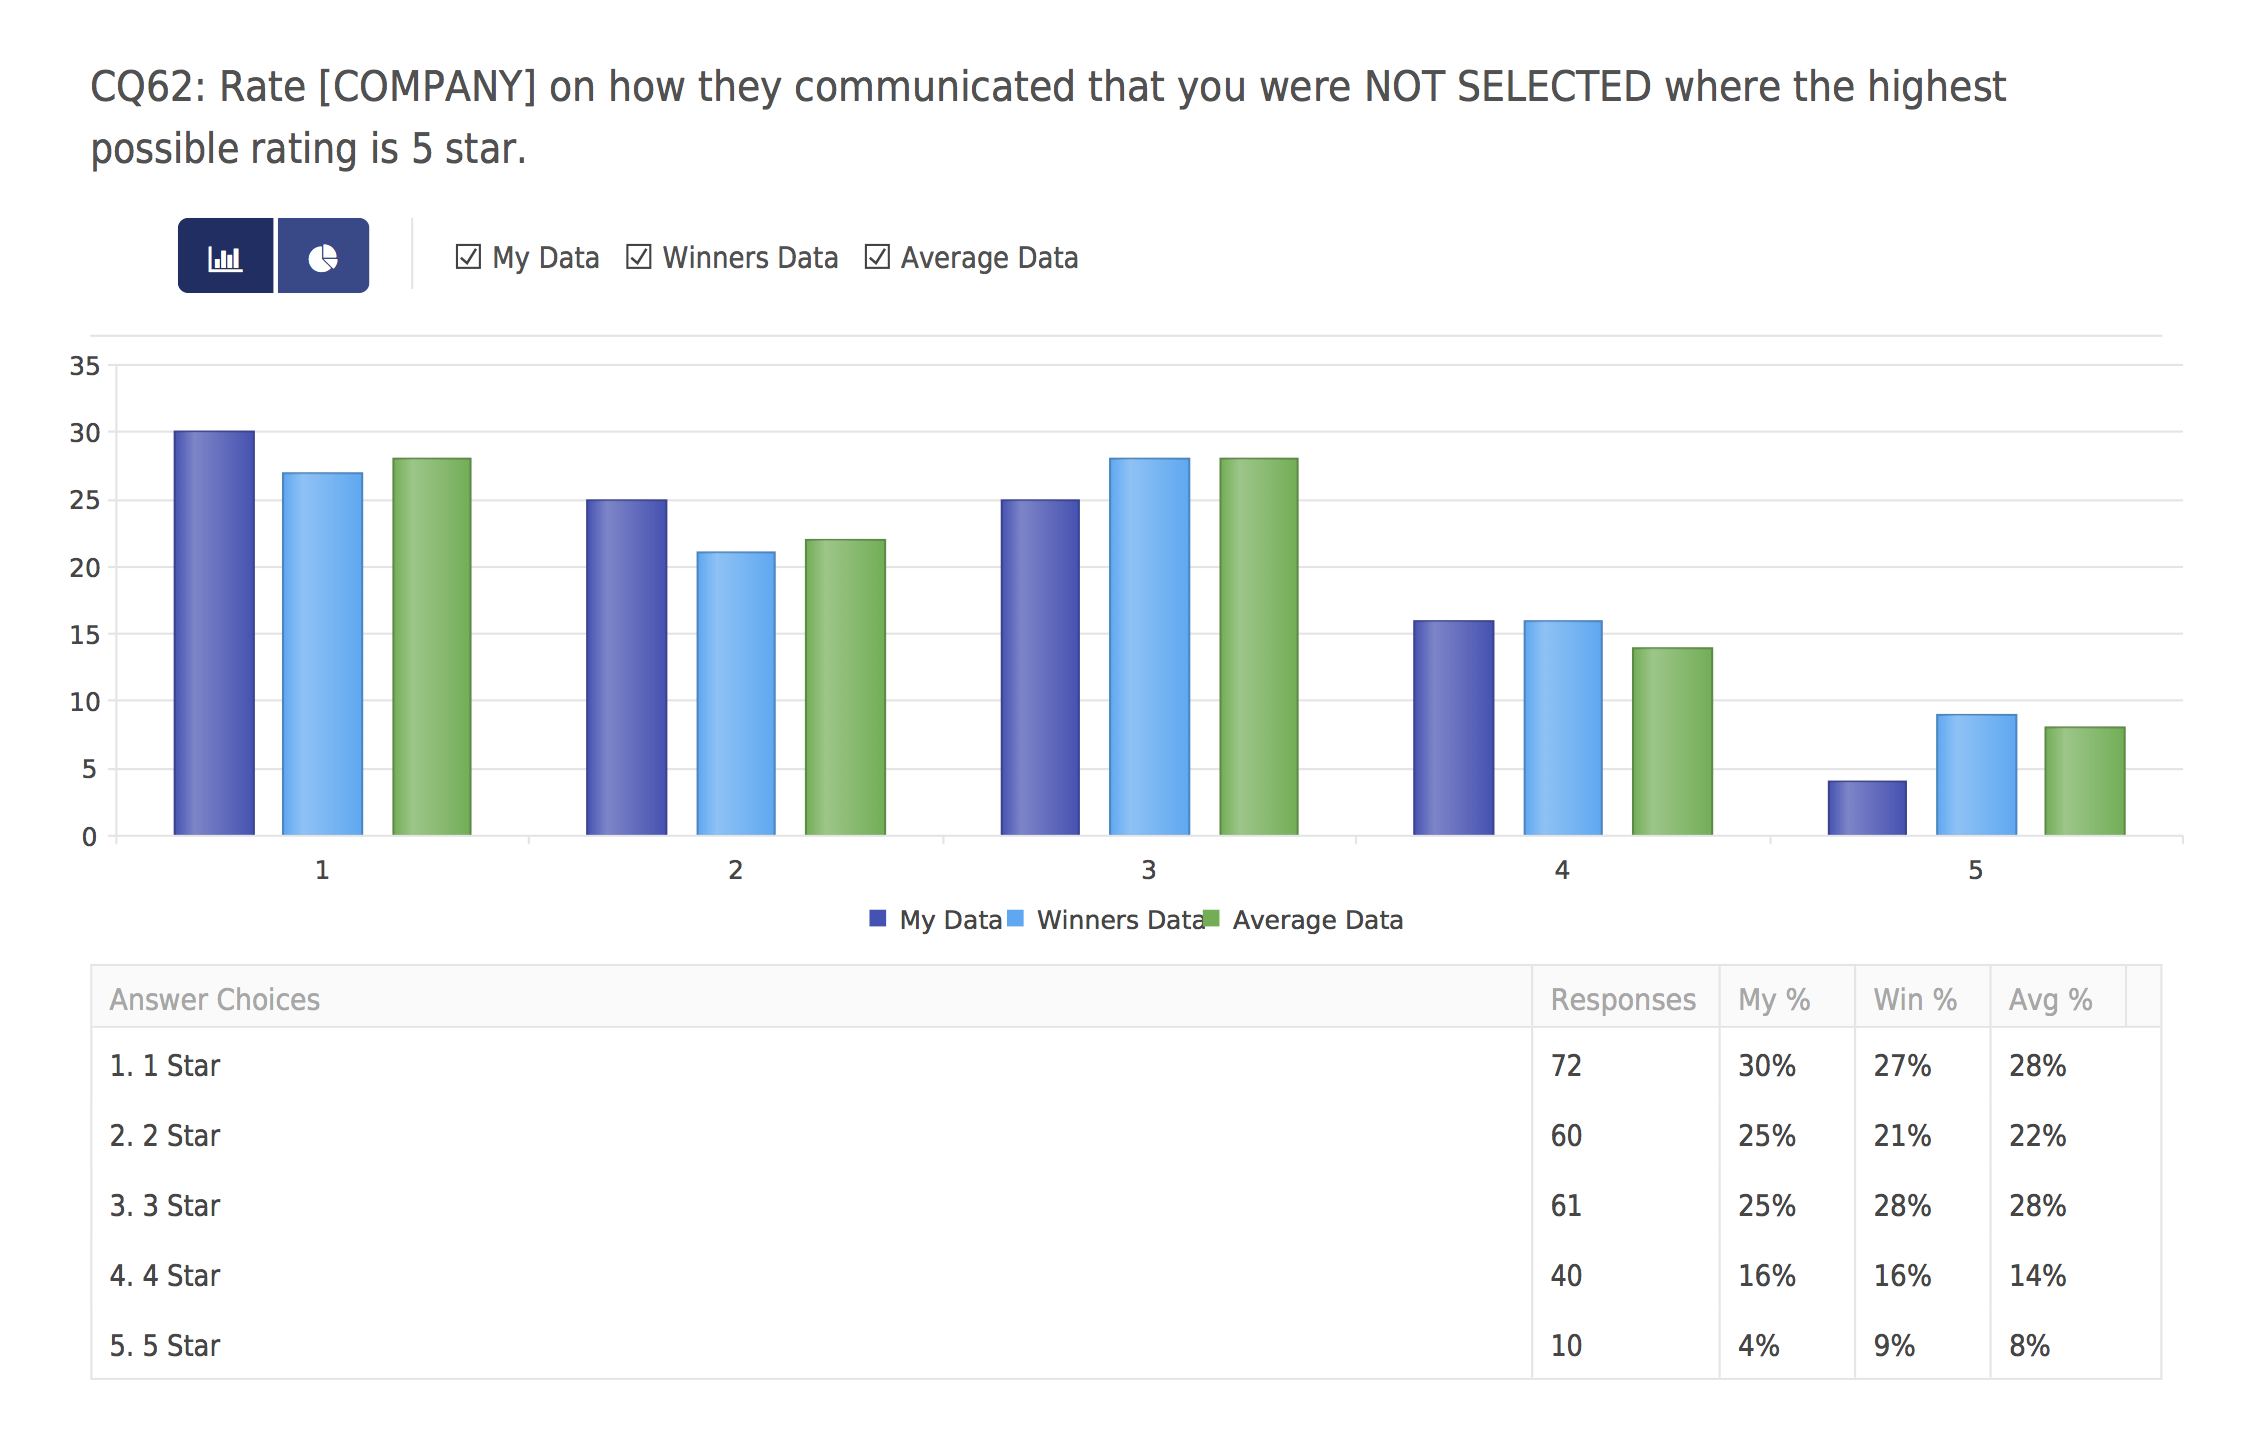 CQ62: Rate [COMPANY] on how they communicated that you were NOT SELECTED where the highest
possible rating is 5 star.
My Data Winners Data Average Data
35
30
25
20
15
10
5
0
1 2 3 4 5
My Data Winners Data Average Data
Answer Choices Responses My % Win % Avg %
1. 1 Star 72 30% 27% 28%
2. 2 Star 60 25% 21% 22%
3. 3 Star 61 25% 28% 28%
4. 4 Star 40 16% 16% 14%
5. 5 Star 10 4% 9% 8%